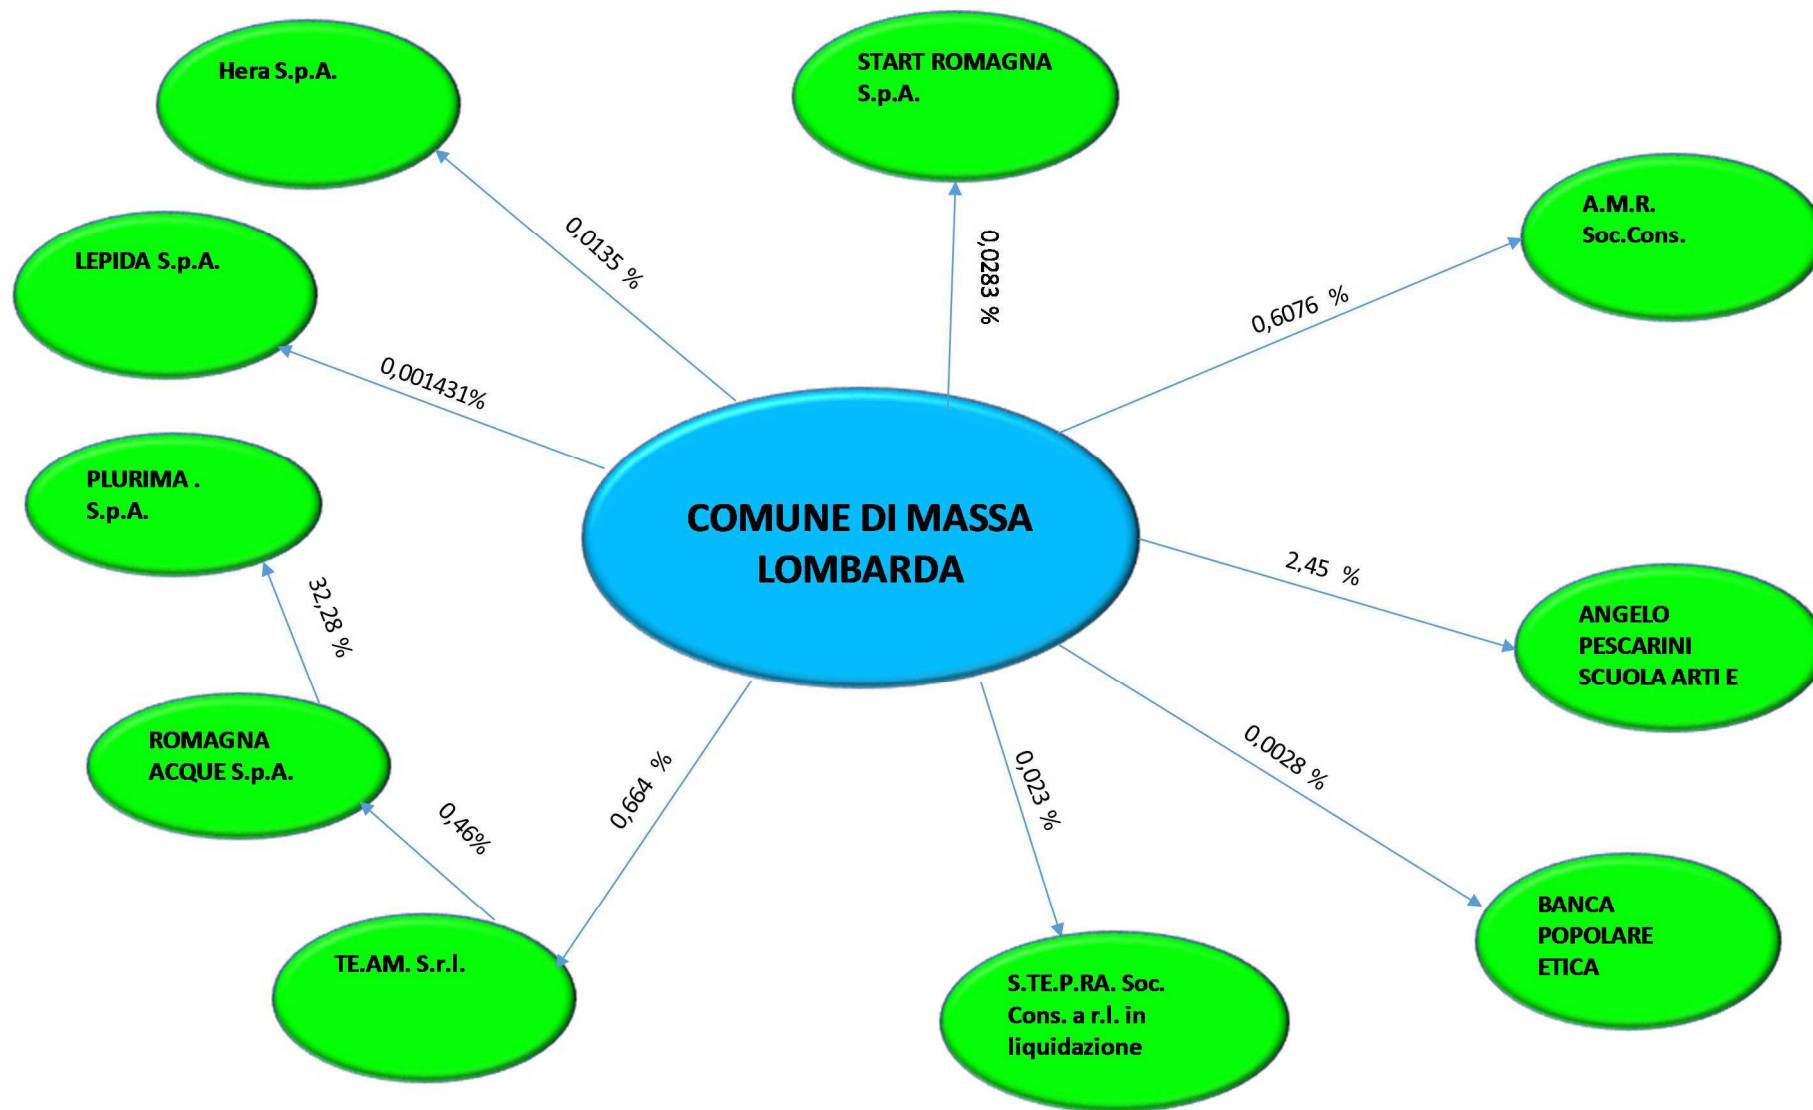 Hera S.p.A.
START ROMAGNA
S.p.A.
A.M.R.
Soc.Cons.
LEPIDA S.p.A.
0,0135 %
0,0283 %
0,6076 %
0,001431%
PLURIMA .
S.p.A.
COMUNE DI MASSA
LOMBARDA
2,45 %
32,28 %
ANGELO
PESCARINI
SCUOLA ARTI E
ROMAGNA
ACQUE S.p.A.
0,46%
0,664 %
0,023 %
0,0028 %
BANCA
POPOLARE
ETICA
TE.AM. S.r.l.
S.TE.P.RA. Soc.
Cons. a r.l. in
liquidazione